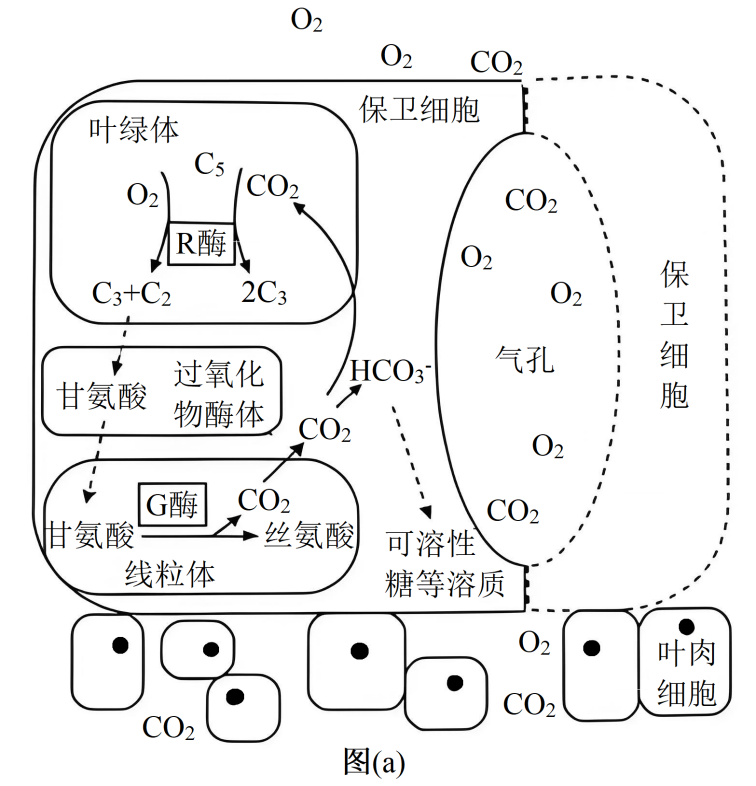 O₂
O₂
CO₂
保卫细胞
叶绿体
C₅
O₂
CO₂
R酶
C₃+C₂
2C₃
CO₂
O₂
O₂
气孔
O₂
CO₂
保
卫
细
胞
HCO₃⁻
甘氨酸
过氧化
物酶体
CO₂
G酶
CO₂
甘氨酸
丝氨酸
线粒体
可溶性
糖等溶质
O₂
CO₂
叶肉
细胞
CO₂
图(a)